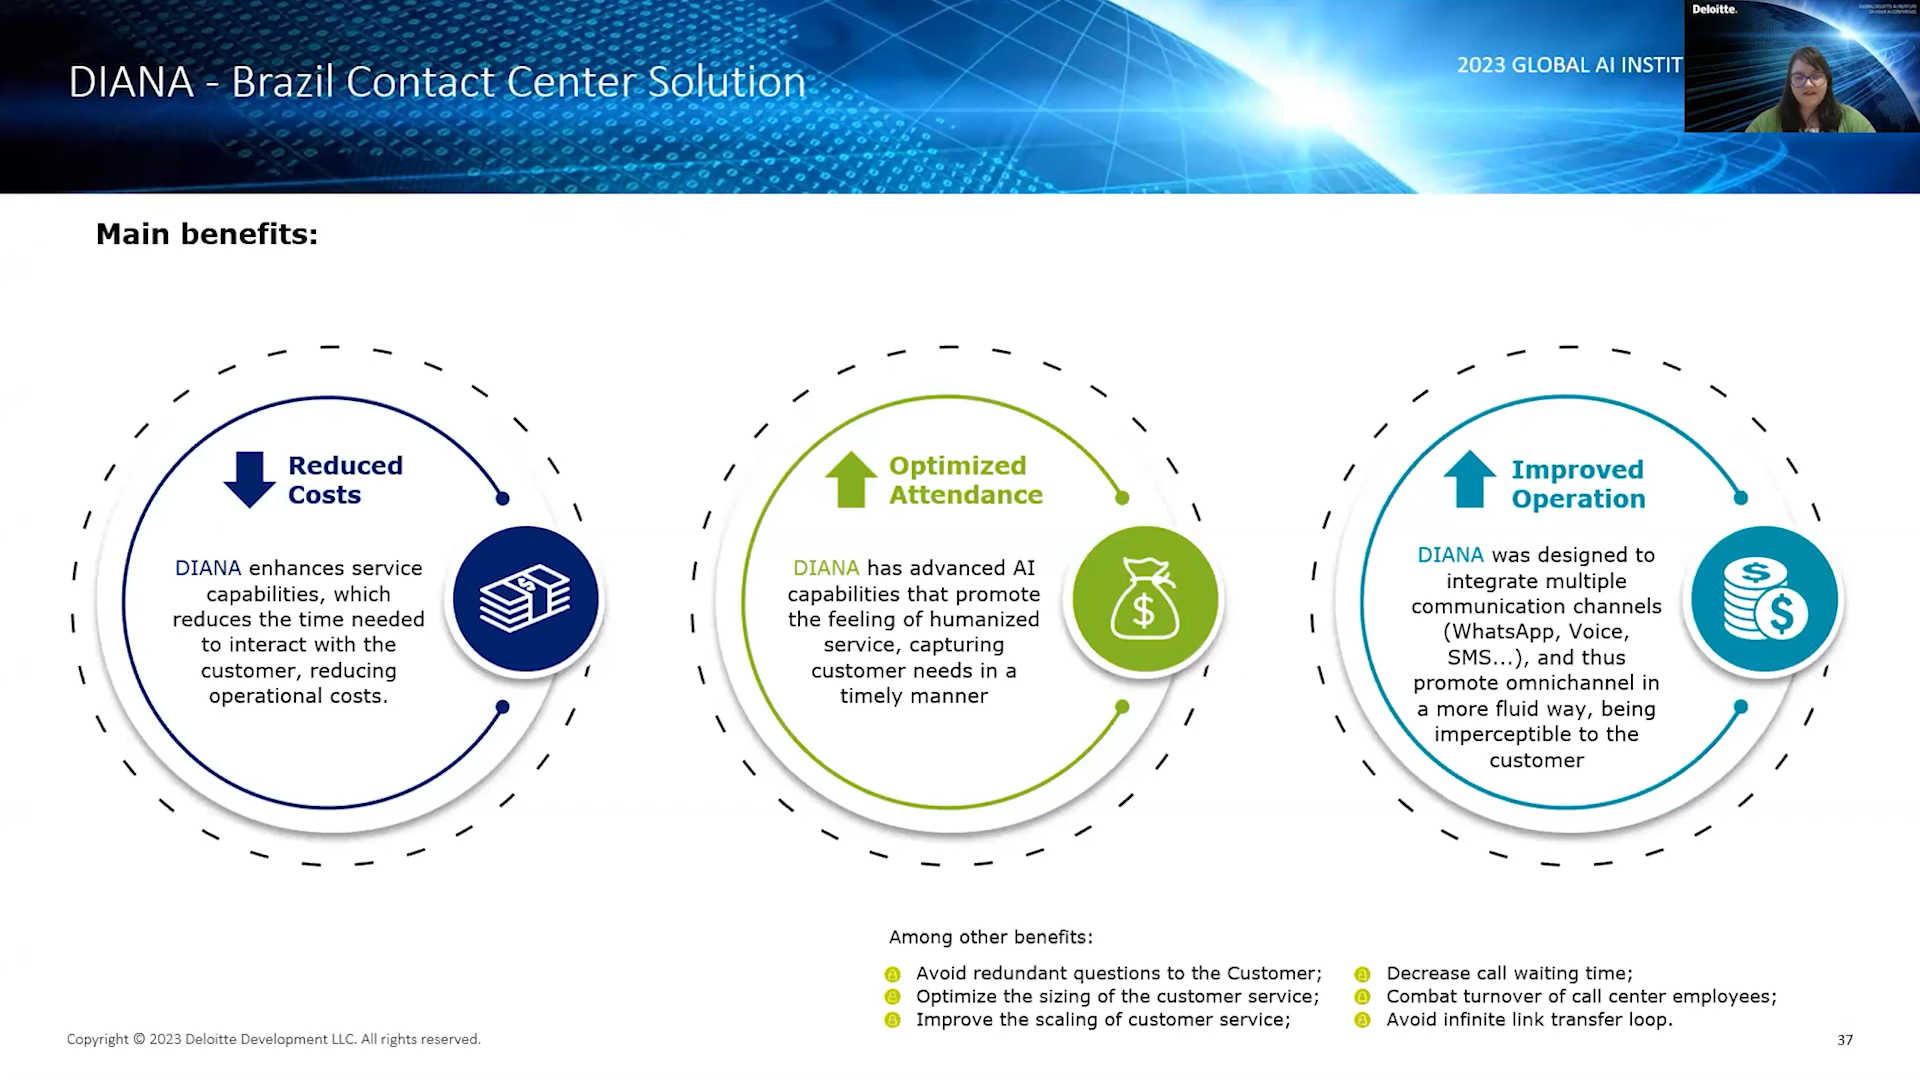 DIANA - Brazil Contact Center Solution
2023 GLOBAL AI INSTIT
Deloitte.
Main benefits:
Reduced
Costs
DIANA enhances service
capabilities, which
reduces the time needed
to interact with the
customer, reducing
operational costs.
Optimized
Attendance
DIANA has advanced AI
capabilities that promote
the feeling of humanized
service, capturing
customer needs in a
timely manner
Improved
Operation
DIANA was designed to
integrate multiple
communication channels
(WhatsApp, Voice,
SMS...), and thus
promote omnichannel in
a more fluid way, being
imperceptible to the
customer
Among other benefits:
Avoid redundant questions to the Customer;
Optimize the sizing of the customer service;
Improve the scaling of customer service;
Decrease call waiting time;
Combat turnover of call center employees;
Avoid infinite link transfer loop.
Copyright © 2023 Deloitte Development LLC. All rights reserved.
37